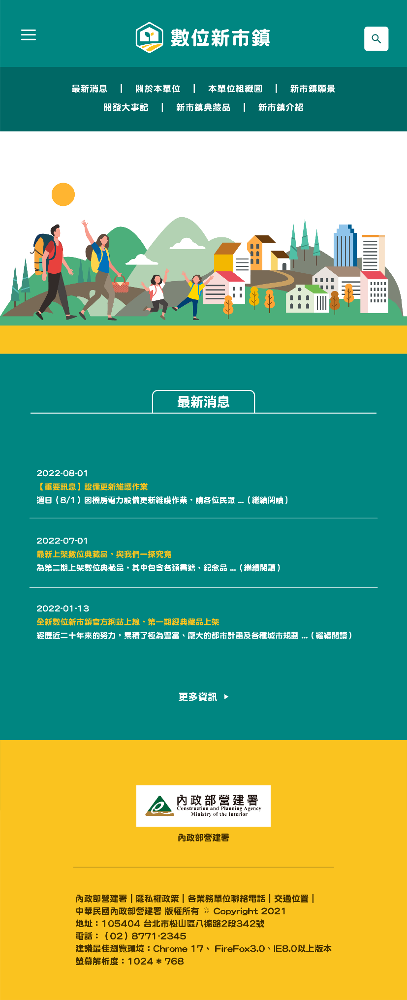 數位新市鎮
最新消息 | 關於本單位 | 本單位組織圖 | 新市鎮願景
開發大事記 | 新市鎮典藏品 | 新市鎮介紹
最新消息
2022-08-01
【重要訊息】設備更新維護作業
週日（8/1）因機房電力設備更新維護作業，請各位民眾 ...（繼續閱讀）
2022-07-01
最新上架數位典藏品，與我們一探究竟
為第二期上架數位典藏品，其中包含各類書籍、紀念品 ...（繼續閱讀）
2022-01-13
全新數位新市鎮官方網站上線，第一期經典藏品上架
經歷近二十年來的努力，累積了極為豐富、龐大的都市計畫及各種城市規劃 ...（繼續閱讀）
更多資訊
內政部營建署
Construction and Planning Agency
Ministry of the Interior
內政部營建署
內政部營建署 | 隱私權政策 | 各業務單位聯絡電話 | 交通位置 |
中華民國內政部營建署 版權所有 © Copyright 2021
地址：105404 台北市松山區八德路2段342號
電話：（02）8771-2345
建議最佳瀏覽環境：Chrome 17、 FireFox3.0、IE8.0以上版本
螢幕解析度：1024 * 768